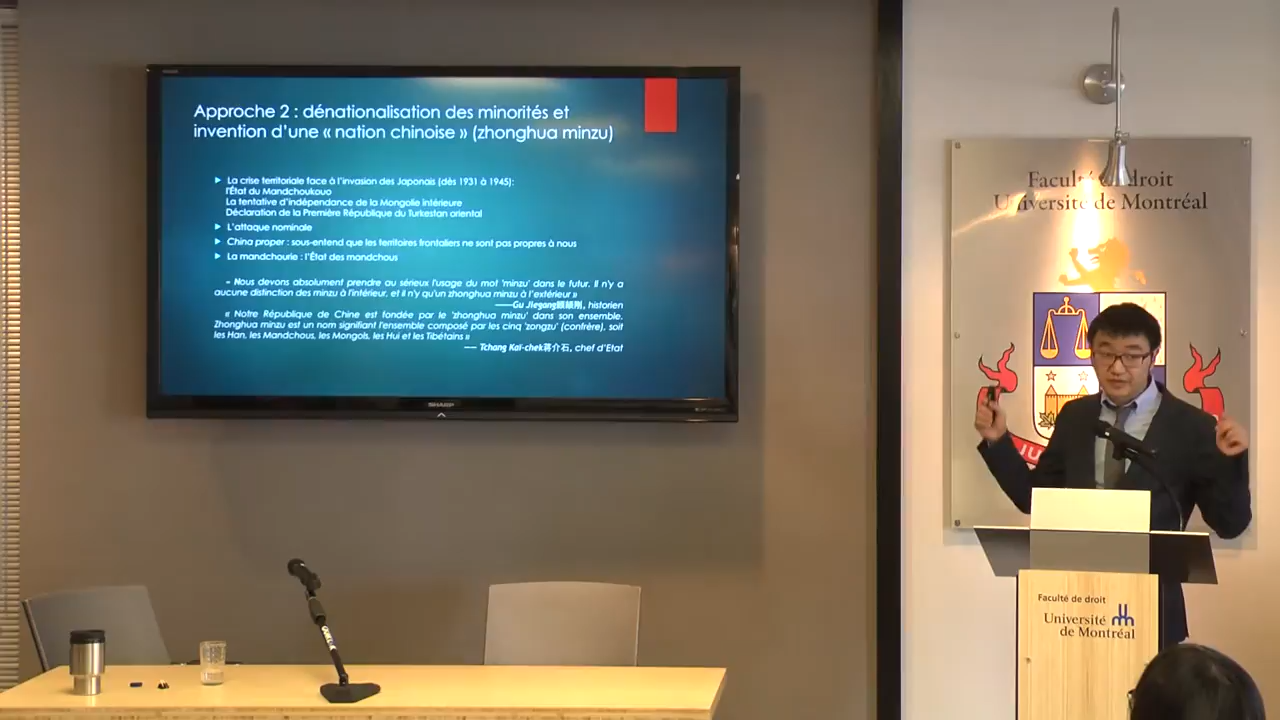 Approche 2 : dénationalisation des minorités et
invention d'une « nation chinoise » (zhonghua minzu)
La crise territoriale face à l'invasion des Japonais (dès 1931 à 1945):
l'État du Mandchoukouo
La tentative d'indépendance de la Mongolie intérieure
Déclaration de la Première République du Turkestan oriental
L'attaque nominale
China proper : sous-entend que les territoires frontaliers ne sont pas propres à nous
La mandchourie : l'État des mandchous
« Nous devons absolument prendre au sérieux l'usage du mot 'minzu' dans le futur. Il n'y a
aucune distinction des minzu à l'intérieur, et il n'y qu'un zhonghua minzu à l'extérieur »
——Gu Jiegang顧頡剛, historien
« Notre République de Chine est fondée par le 'zhonghua minzu' dans son ensemble.
Zhonghua minzu est un nom signifiant l'ensemble composé par les cinq 'zongzu' (confrère), soit
les Han, les Mandchous, les Mongols, les Hui et les Tibétains »
—— Tchang Kaï-chek蒋介石, chef d'Etat
SHARP
Faculté de droit
Université de Montréal
JU
Faculté de droit
Université
de Montréal